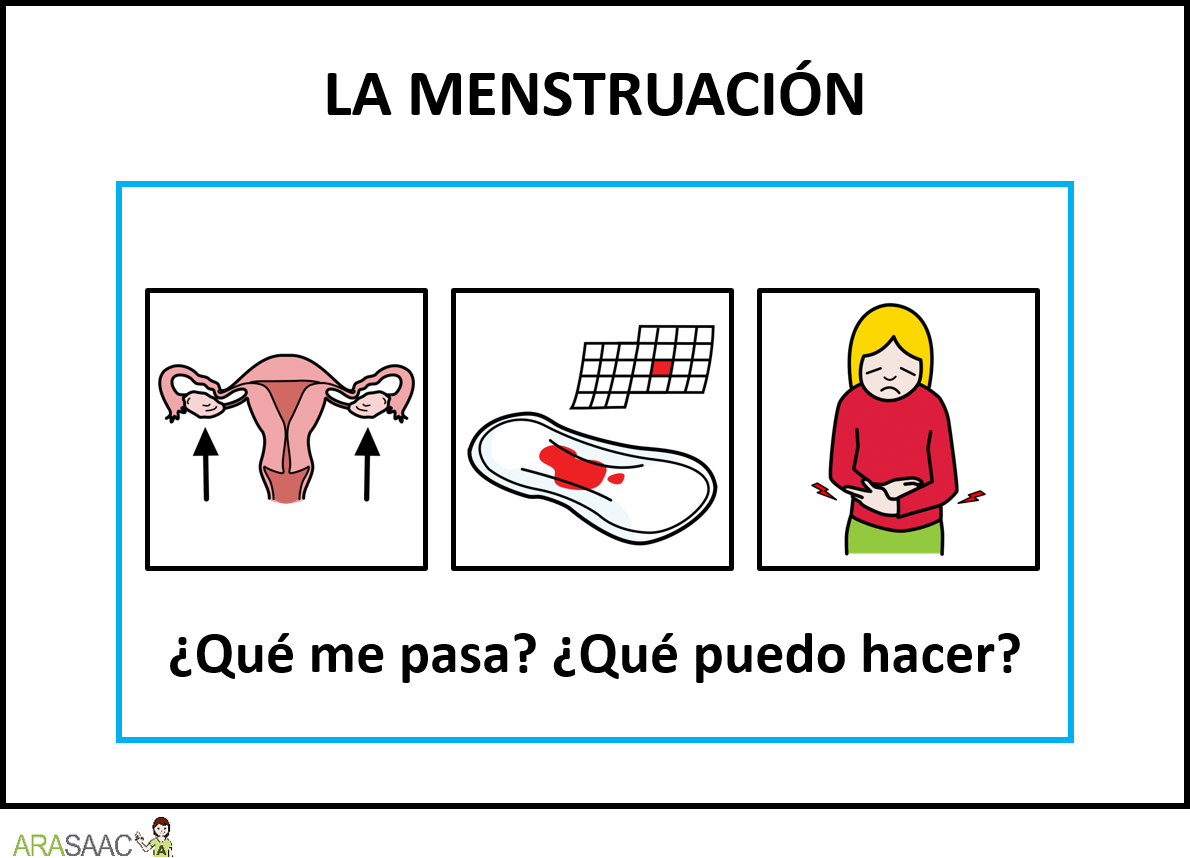 LA MENSTRUACIÓN
¿Qué me pasa? ¿Qué puedo hacer?
ARASAAC
A